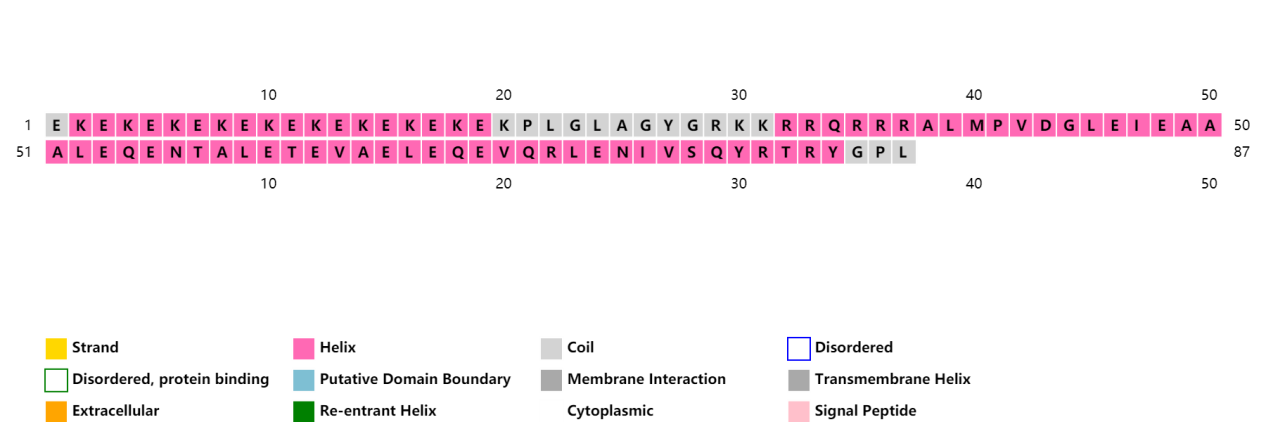 10 20 30 40 50
1 E K E K E K E K E K E K E K E K E K E K P L G L A G Y G R K K R R Q R R R A L M P V D G L E I E A A 50
51 A L E Q E N T A L E T E V A E L E Q E V Q R L E N I V S Q Y R T R Y G P L 87
10 20 30 40 50
Strand Helix Coil Disordered
Disordered, protein binding Putative Domain Boundary Membrane Interaction Transmembrane Helix
Extracellular Re-entrant Helix Cytoplasmic Signal Peptide